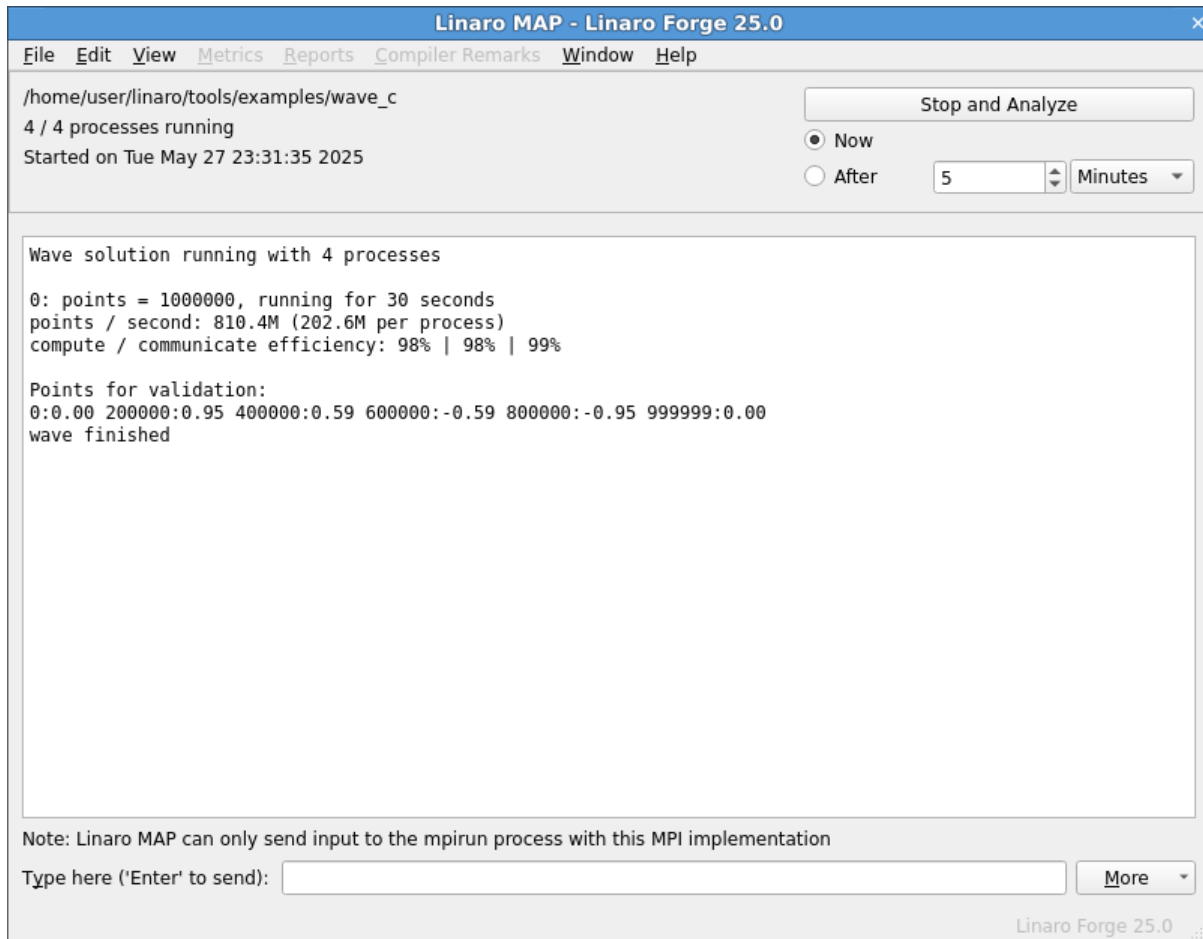 Linaro MAP - Linaro Forge 25.0
File Edit View Metrics Reports Compiler Remarks Window Help
/home/user/linaro/tools/examples/wave_c
4 / 4 processes running
Started on Tue May 27 23:31:35 2025
Stop and Analyze
Now
After 5 Minutes
Wave solution running with 4 processes
0: points = 1000000, running for 30 seconds
points / second: 810.4M (202.6M per process)
compute / communicate efficiency: 98% | 98% | 99%
Points for validation:
0:0.00 200000:0.95 400000:0.59 600000:-0.59 800000:-0.95 999999:0.00
wave finished
Note: Linaro MAP can only send input to the mpirun process with this MPI implementation
Type here ('Enter' to send): More
Linaro Forge 25.0